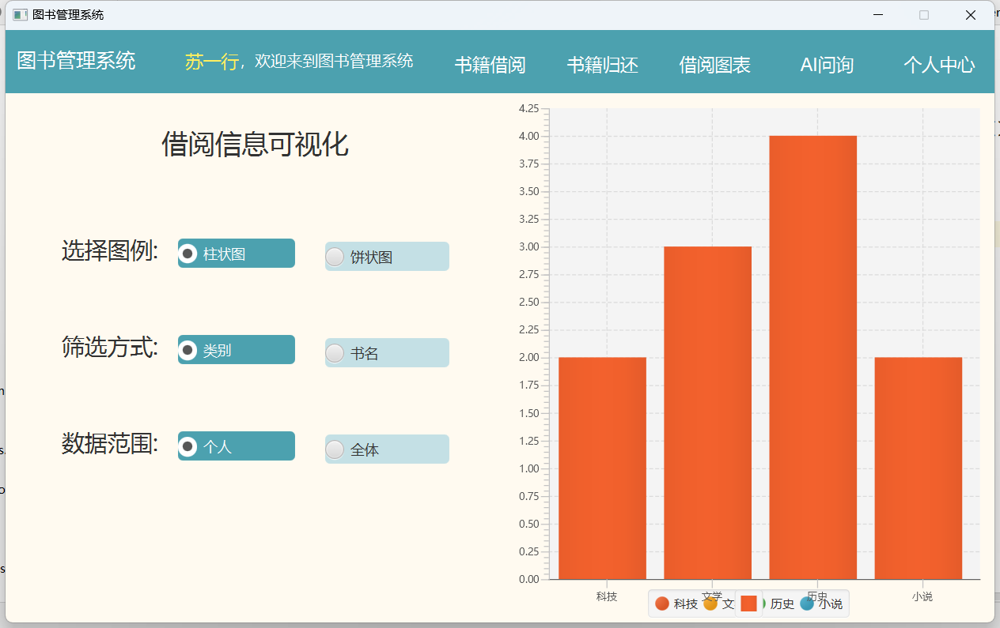 图书管理系统
图书管理系统 苏一行，欢迎来到图书管理系统 书籍借阅 书籍归还 借阅图表 AI问询 个人中心
借阅信息可视化
选择图例: 柱状图 饼状图
筛选方式: 类别 书名
数据范围: 个人 全体
4.25
4.00
3.75
3.50
3.25
3.00
2.75
2.50
2.25
2.00
1.75
1.50
1.25
1.00
0.75
0.50
0.25
0.00
科技 文学 历史 小说
科技 文 历史 小说